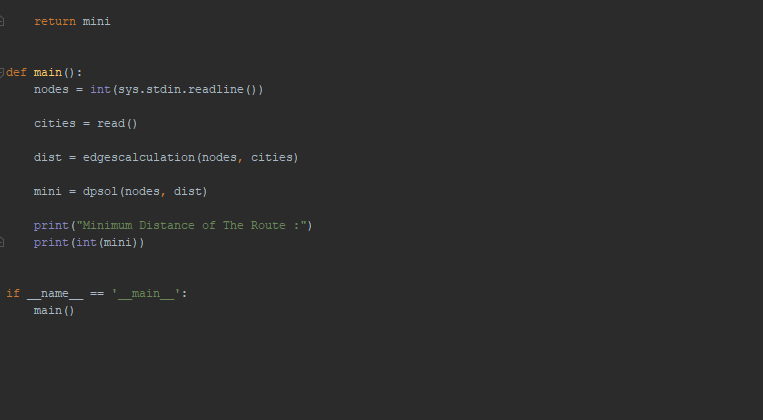 return mini
def main():
    nodes = int(sys.stdin.readline())
    cities = read()
    dist = edgescalculation(nodes, cities)
    mini = dpsol(nodes, dist)
    print("Minimum Distance of The Route :")
    print(int(mini))
if __name__ == '__main__':
    main()